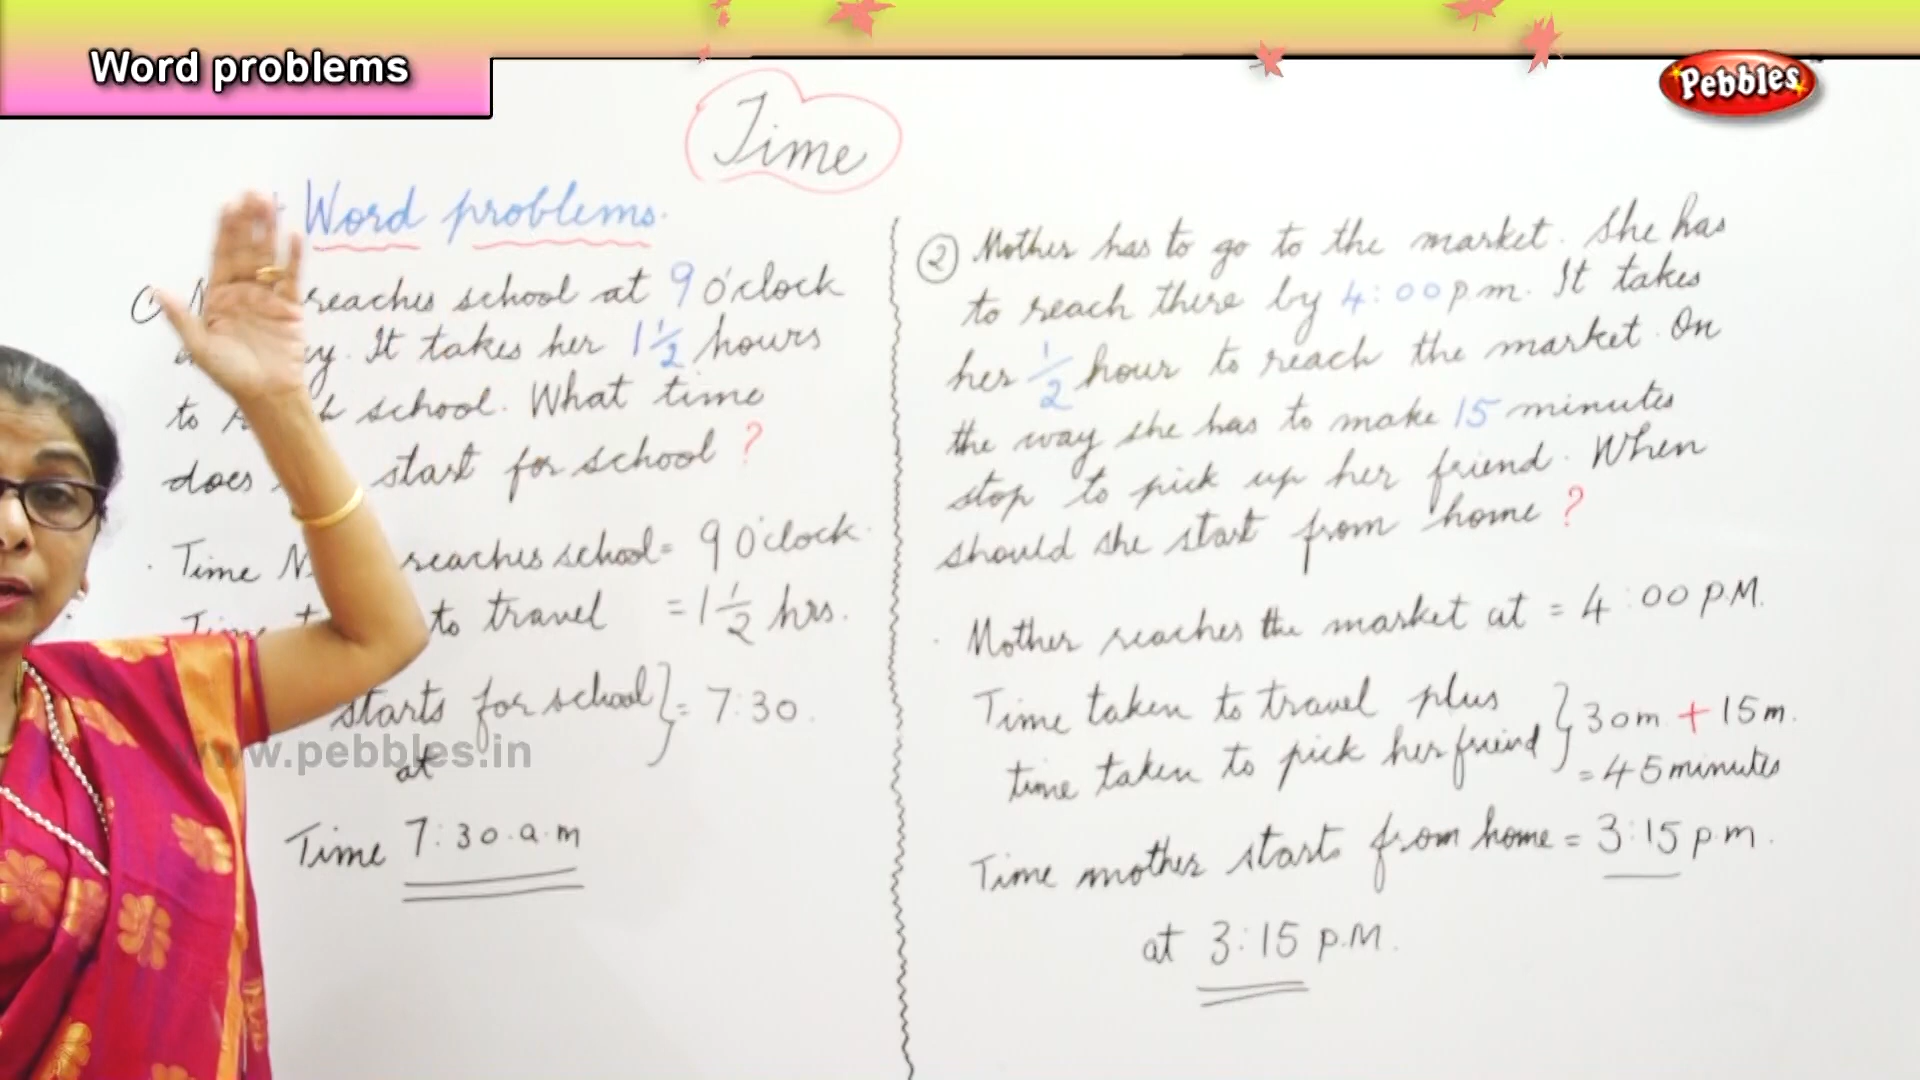 Word problems
Pebbles
Time
Word problems.
reaches school at 9 o'clock
It takes her 1 1/2 hours
to school. What time
does start for school ?
Time reaches school = 9 o'clock.
to travel = 1 1/2 hrs.
starts for school } = 7:30.
at
www.pebbles.in
Time 7:30.a.m
② Mother has to go to the market. She has
to reach there by 4:00 p.m. It takes
her 1/2 hour to reach the market. On
the way she has to make 15 minutes
stop to pick up her friend. When
should she start from home ?
Mother reaches the market at = 4:00 P.M.
Time taken to travel plus } 30m + 15m.
time taken to pick her friend = 45 minutes
Time mother starts from home = 3:15 p.m.
at 3:15 P.M.